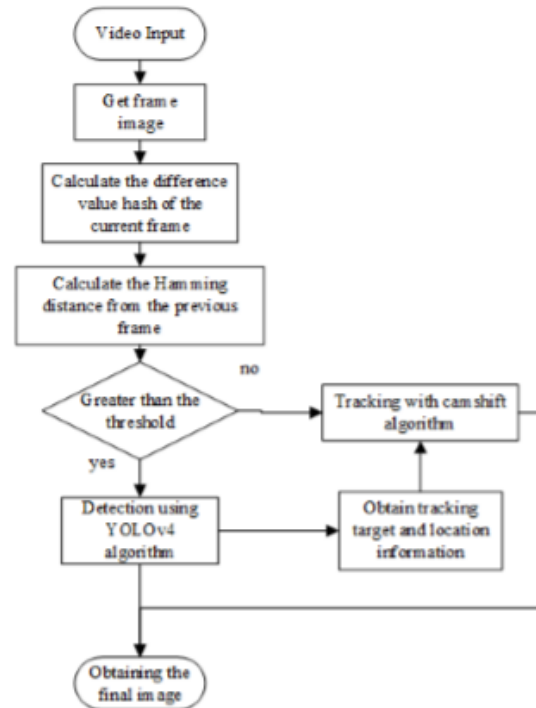 Video Input
Get frame
image
Calculate the difference
value hash of the
current frame
Calculate the Hamming
distance from the previous
frame
no
Greater than the
threshold
Tracking with camshift
algorithm
yes
Detection using
YOLOv4
algorithm
Obtain tracking
target and location
information
Obtaining the
final image